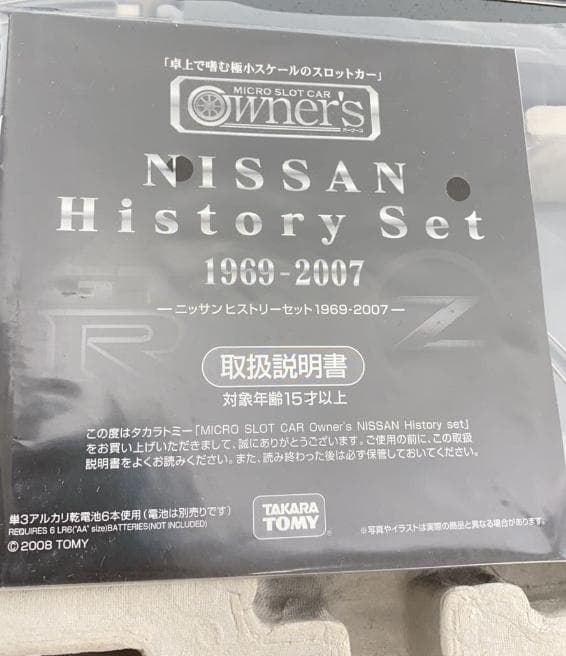 「卓上で嗜む極小スケールのスロットカー」
MICRO SLOT CAR
Owner's
オーナーズ
NISSAN
History Set
1969-2007
ーニッサンヒストリーセット1969-2007ー
R
Z
取扱説明書
対象年齢15才以上
この度はタカラトミー「MICRO SLOT CAR Owner's NISSAN History set」
をお買い上げいただきまして、誠にありがとうございます。ご使用の前に、この取扱
説明書をよくお読みください。また、読み終わった後は必ず保管しておいてください。
単3アルカリ乾電池6本使用(電池は別売りです)
REQUIRES 6 LR6("AA" size)BATTERIES(NOT INCLUDED)
© 2008 TOMY
TAKARA
TOMY
※写真やイラストは実際の商品と異なる場合があります。